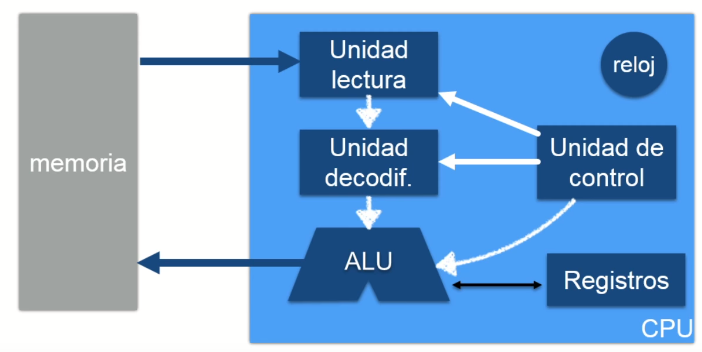 memoria
Unidad
lectura
reloj
Unidad
decodif.
Unidad de
control
ALU
Registros
CPU